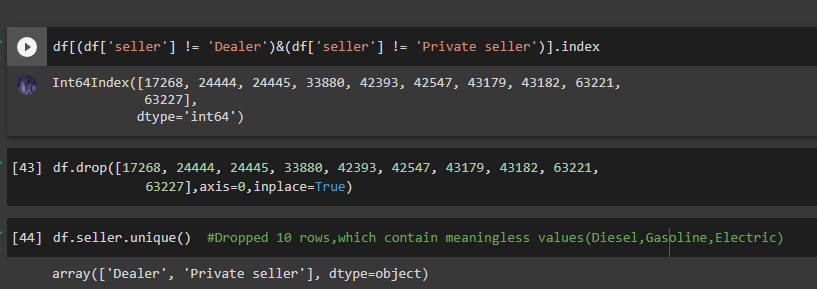 df[(df['seller'] != 'Dealer')&(df['seller'] != 'Private seller')].index
Int64Index([17268, 24444, 24445, 33880, 42393, 42547, 43179, 43182, 63221,
63227],
dtype='int64')
[43] df.drop([17268, 24444, 24445, 33880, 42393, 42547, 43179, 43182, 63221,
63227],axis=0,inplace=True)
[44] df.seller.unique()  #Dropped 10 rows,which contain meaningless values(Diesel,Gasoline,Electric)
array(['Dealer', 'Private seller'], dtype=object)